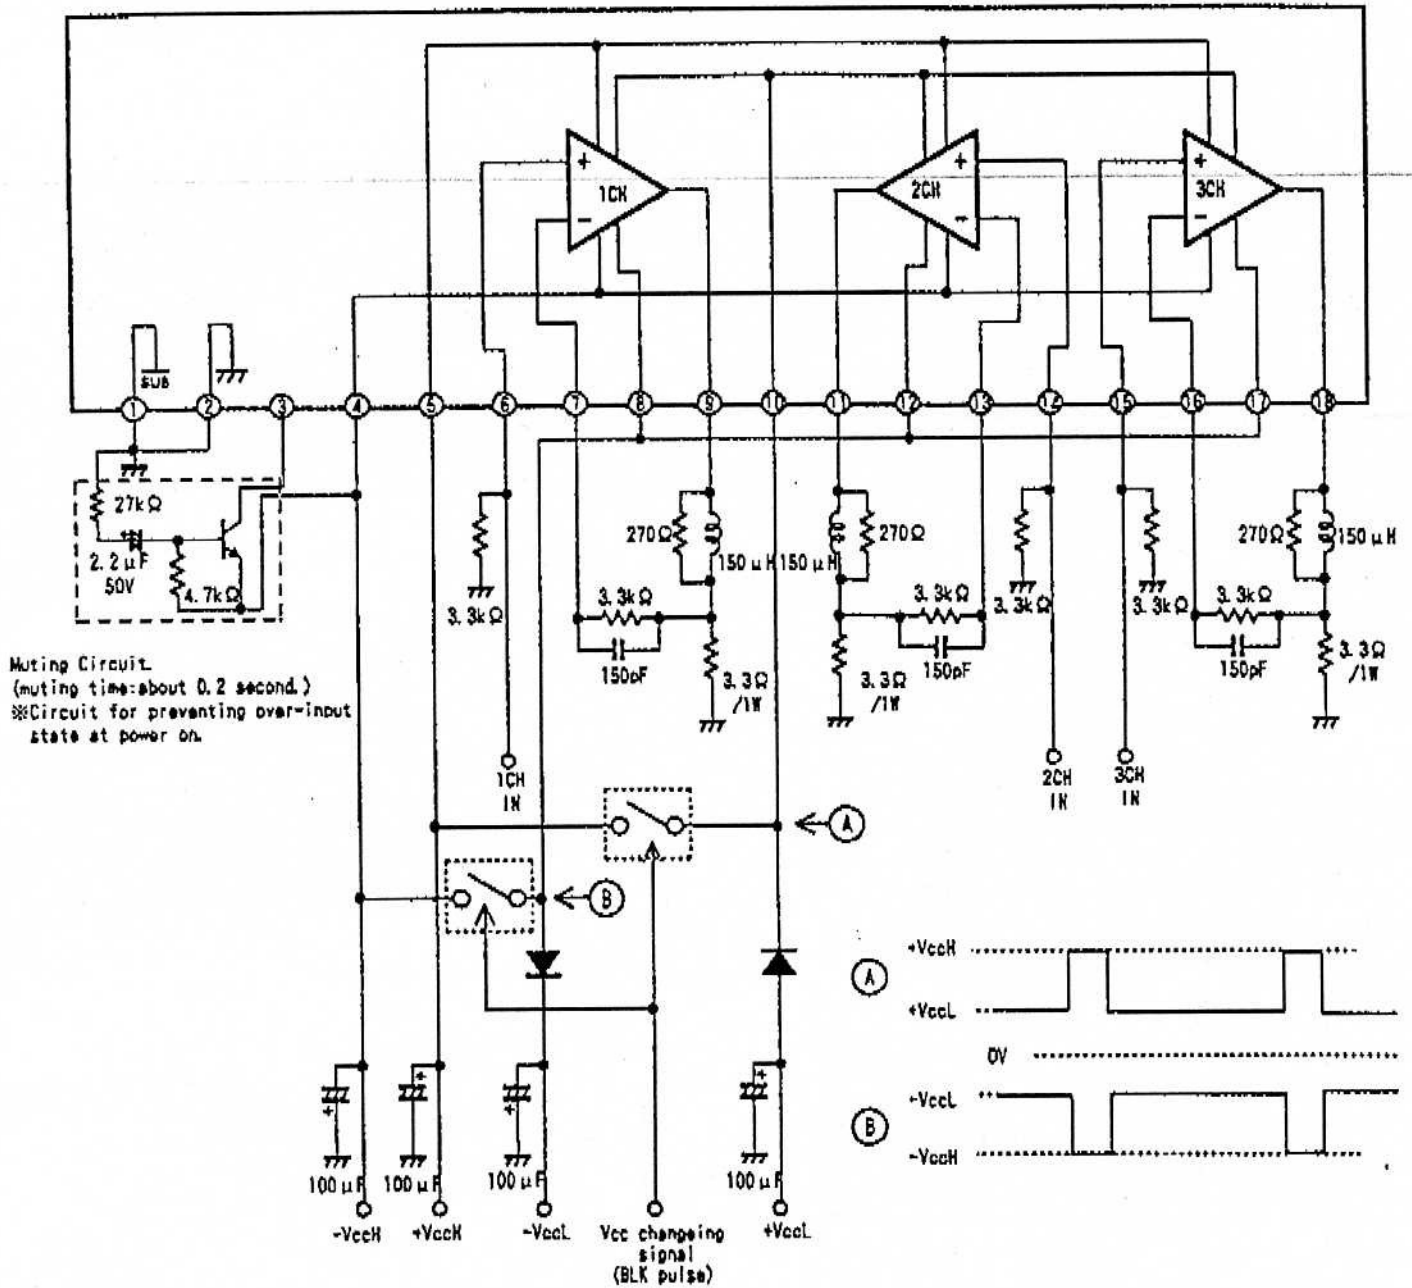 +
1CH
−
+
2CH
−
+
3CH
−
SUB
1
2
3
4
5
6
7
8
9
10
11
12
13
14
15
16
17
18
27kΩ
2.2μF
50V
4.7kΩ
3.3kΩ
270Ω
150μH
150μH
270Ω
3.3kΩ
150pF
3.3Ω
/1W
3.3Ω
/1W
3.3kΩ
150pF
3.3kΩ
3.3kΩ
270Ω
150μH
3.3kΩ
150pF
3.3Ω
/1W
Muting Circuit.
(muting time:about 0.2 second.)
※Circuit for preventing over-input
state at power on.
1CH
IN
2CH
IN
3CH
IN
A
B
+
100μF
+
100μF
+
100μF
+
100μF
-VccH
+VccH
-VccL
Vcc changeing
signal
(BLK pulse)
+VccL
A
+VccH
+VccL
0V
B
-VccL
-VccH